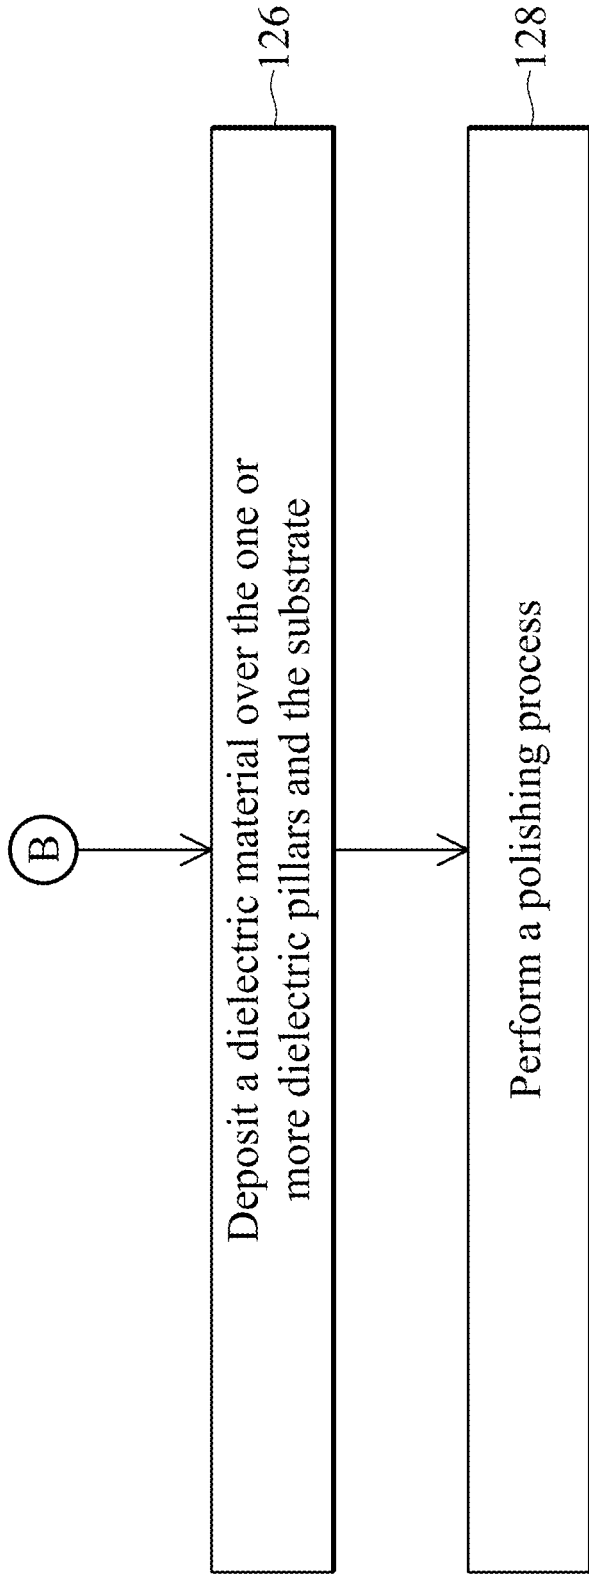 B
Deposit a dielectric material over the one or
more dielectric pillars and the substrate
126
Perform a polishing process
128